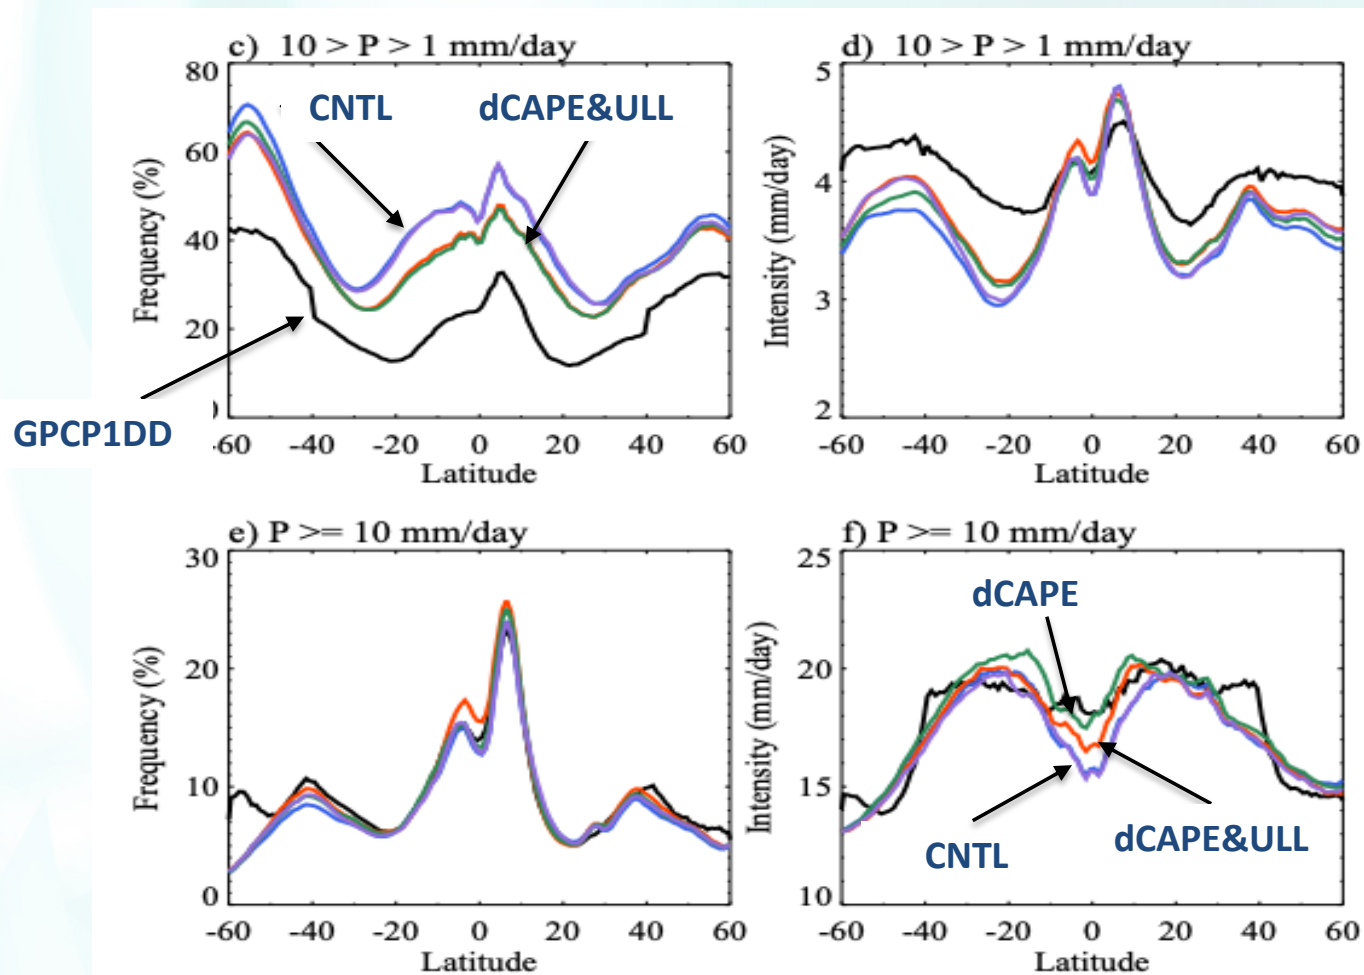 c) 10 > P > 1 mm/day
80
60
40
20
CNTL
dCAPE&ULL
GPCP1DD
Frequency (%)
-60 -40 -20 0 20 40 60
Latitude
d) 10 > P > 1 mm/day
5
4
3
2
Intensity (mm/day)
-60 -40 -20 0 20 40 60
Latitude
e) P >= 10 mm/day
30
20
10
0
Frequency (%)
-60 -40 -20 0 20 40 60
Latitude
f) P >= 10 mm/day
25
20
15
10
dCAPE
CNTL
dCAPE&ULL
Intensity (mm/day)
-60 -40 -20 0 20 40 60
Latitude